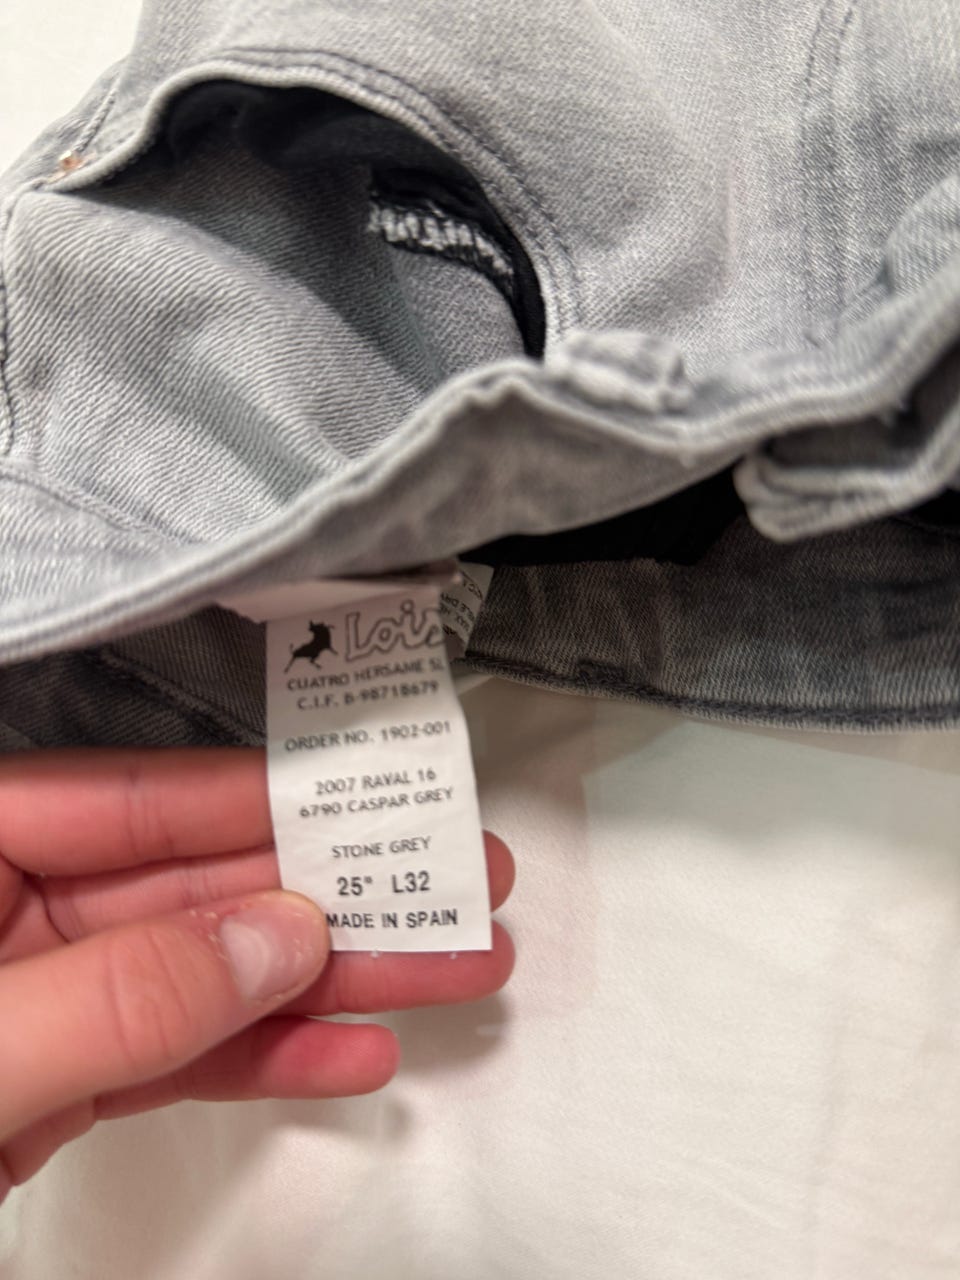 Lois
CUATRO HERSAME SL
C.I.F. B-98718679
ORDER NO. 1902-001
2007 RAVAL 16
6790 CASPAR GREY
STONE GREY
25" L32
MADE IN SPAIN